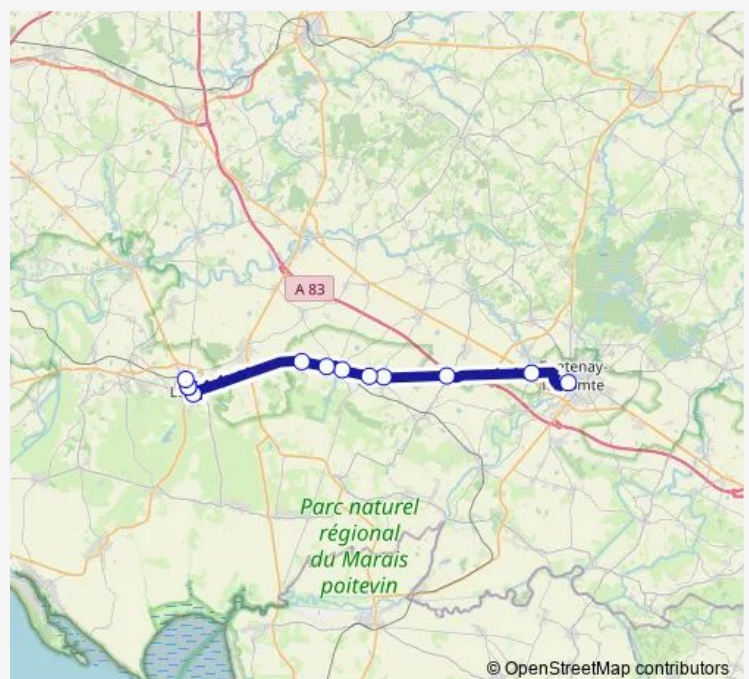 A 83
Parc naturel
régional
du Marais
poitevin
© OpenStreetMap contributors